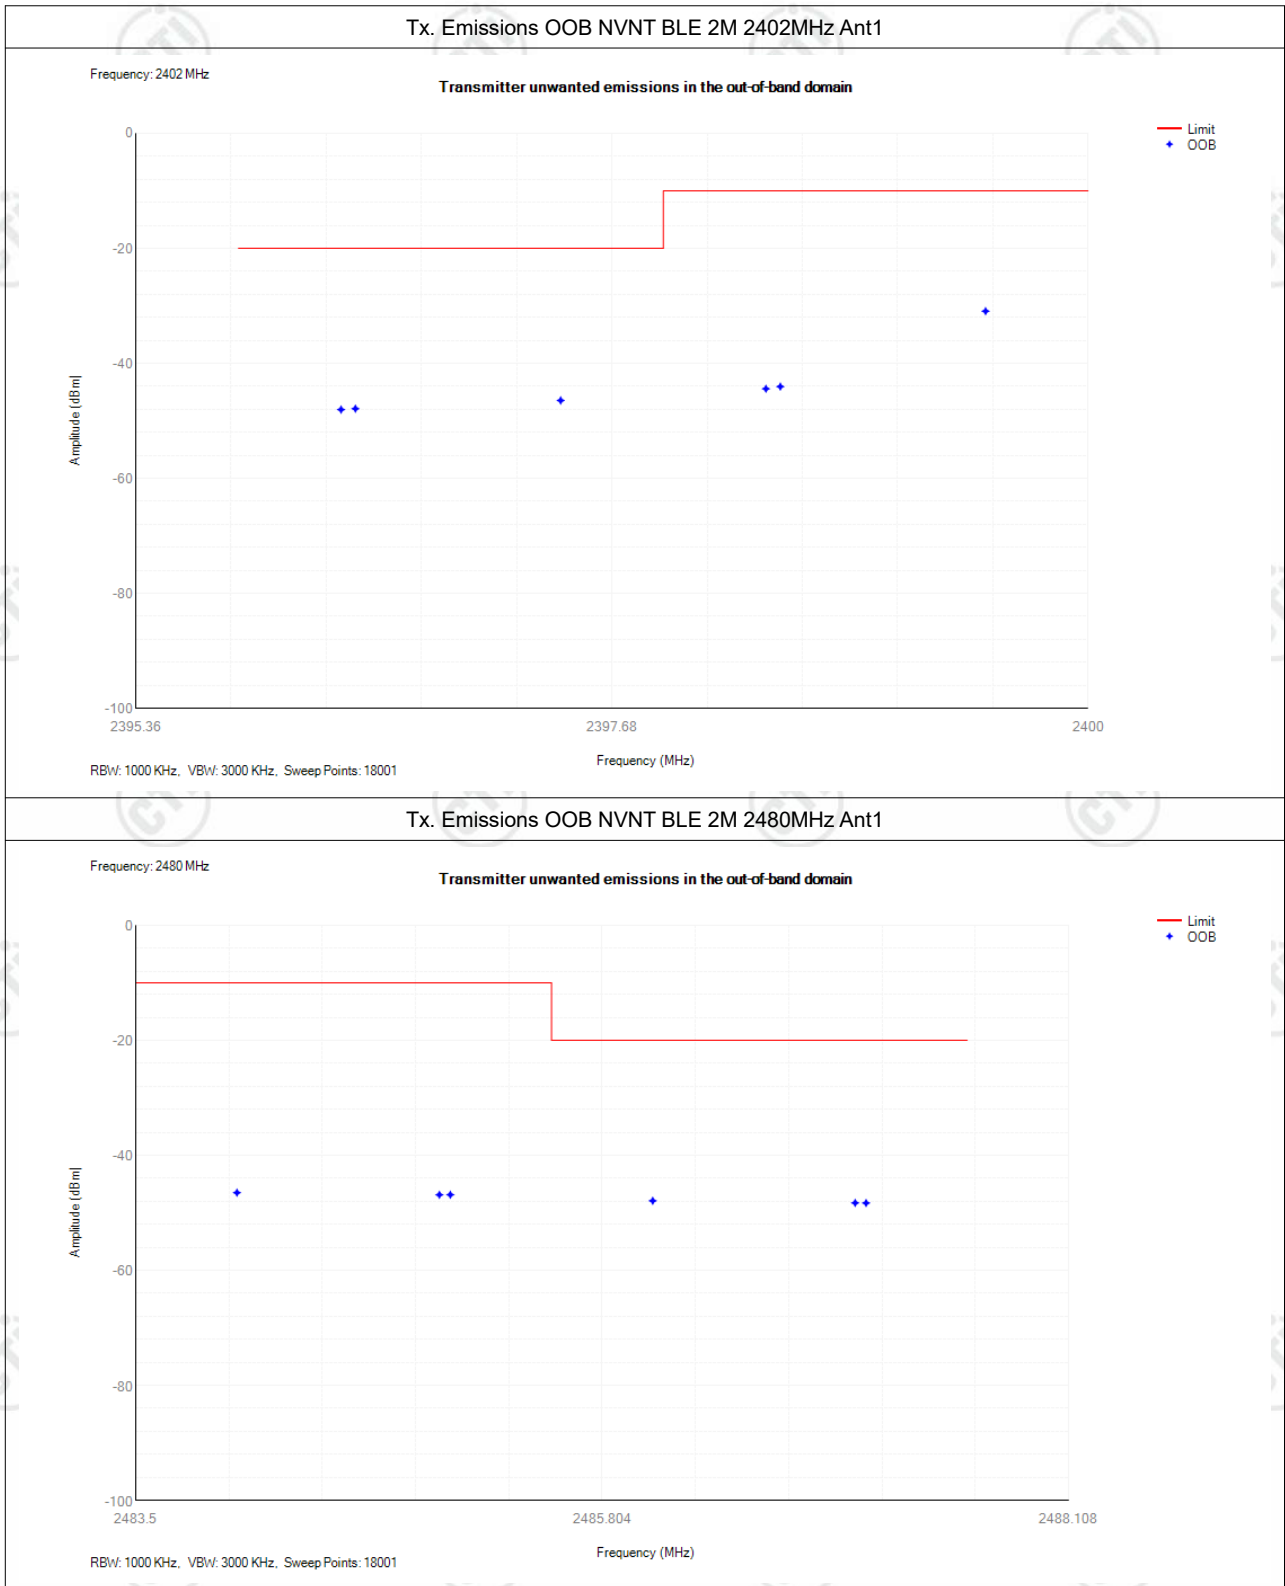 Tx. Emissions OOB NVNT BLE 2M 2402MHz Ant1
Frequency: 2402 MHz
Transmitter unwanted emissions in the out-of-band domain
Limit
OOB
0
-20
-40
-60
-80
-100
Amplitude [dBm]
2395.36
2397.68
2400
Frequency (MHz)
RBW: 1000 KHz, VBW: 3000 KHz, Sweep Points: 18001
Tx. Emissions OOB NVNT BLE 2M 2480MHz Ant1
Frequency: 2480 MHz
Transmitter unwanted emissions in the out-of-band domain
Limit
OOB
0
-20
-40
-60
-80
-100
Amplitude [dBm]
2483.5
2485.804
2488.108
Frequency (MHz)
RBW: 1000 KHz, VBW: 3000 KHz, Sweep Points: 18001